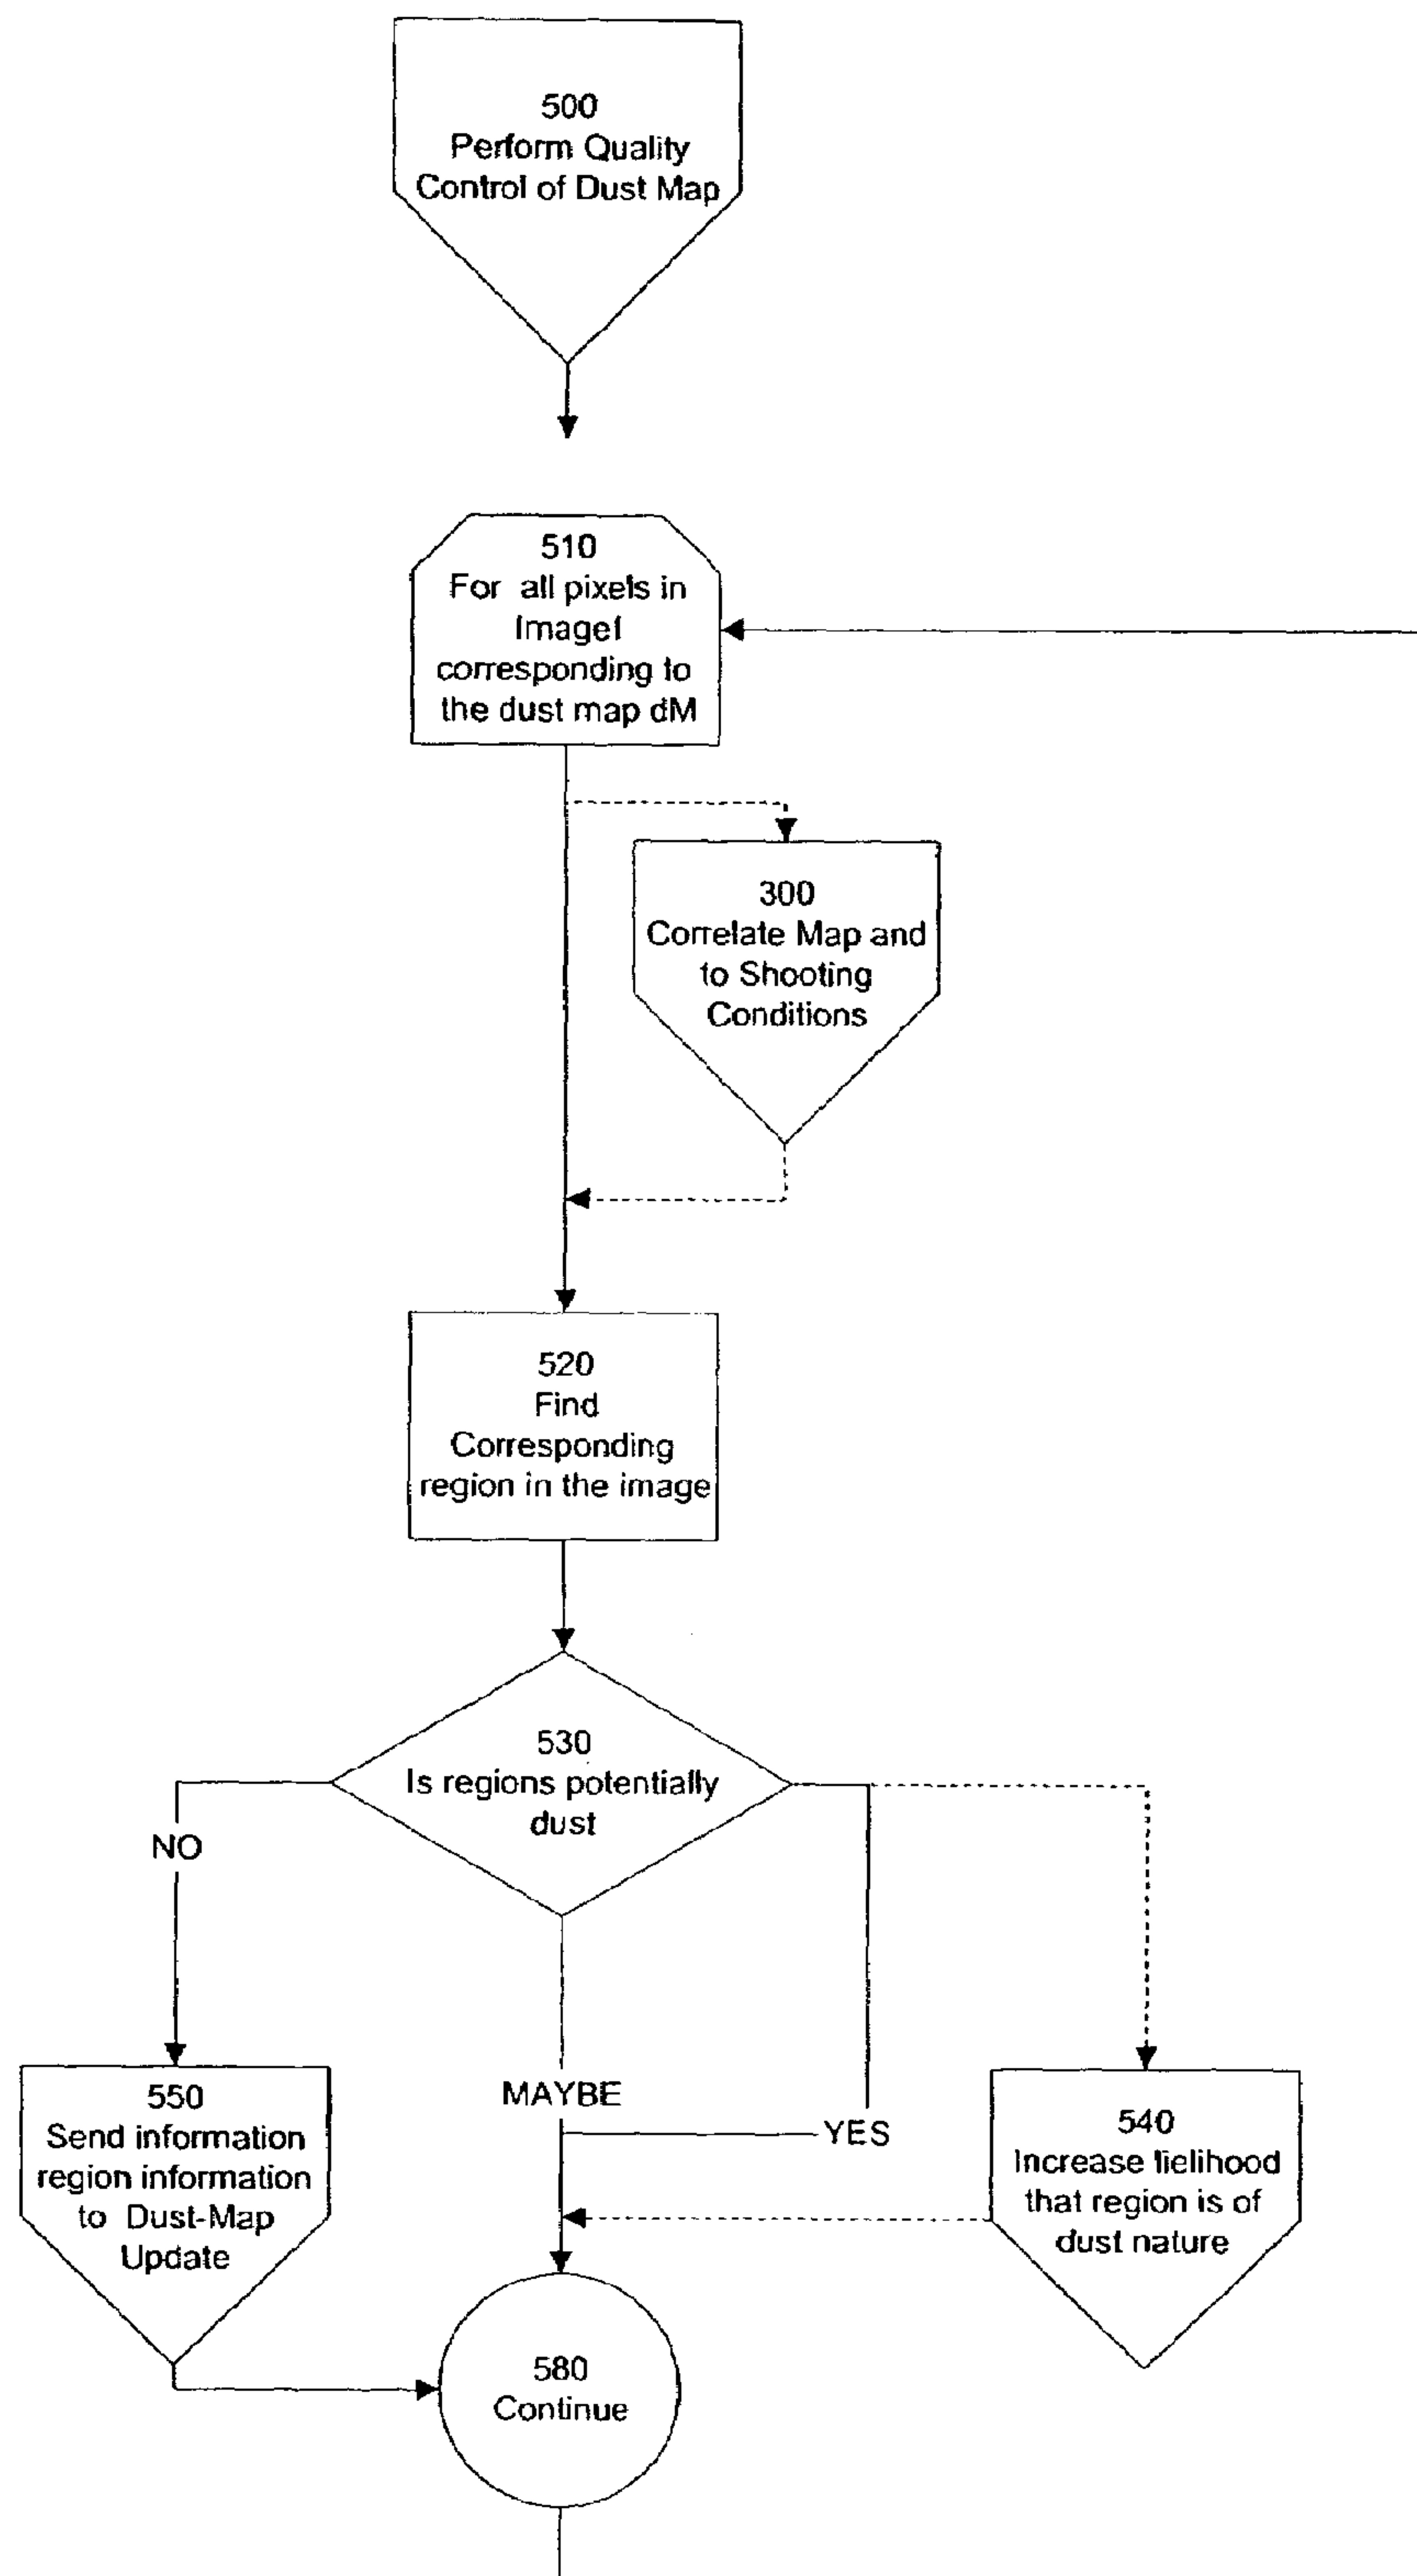 500
Perform Quality
Control of Dust Map
510
For all pixels in
ImageI
corresponding to
the dust map dM
300
Correlate Map and
to Shooting
Conditions
520
Find
Corresponding
region in the image
530
Is regions potentially
dust
NO
MAYBE
YES
550
Send information
region information
to Dust-Map
Update
540
Increase lielihood
that region is of
dust nature
580
Continue